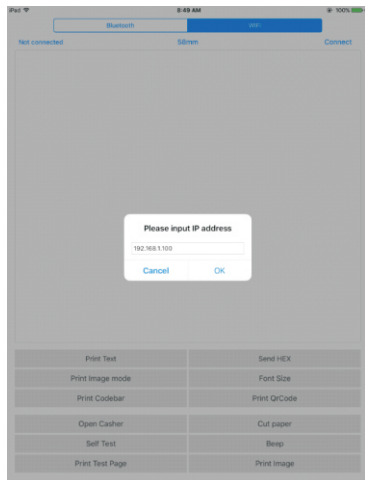 iPad 8:49 AM 100%
Bluetooth WIFI
Not connected 58mm Connect
Please input IP address
192.168.1.100
Cancel OK
Print Text Send HEX
Print Image mode Font Size
Print Codebar Print QrCode
Open Casher Cut paper
Self Test Beep
Print Test Page Print Image